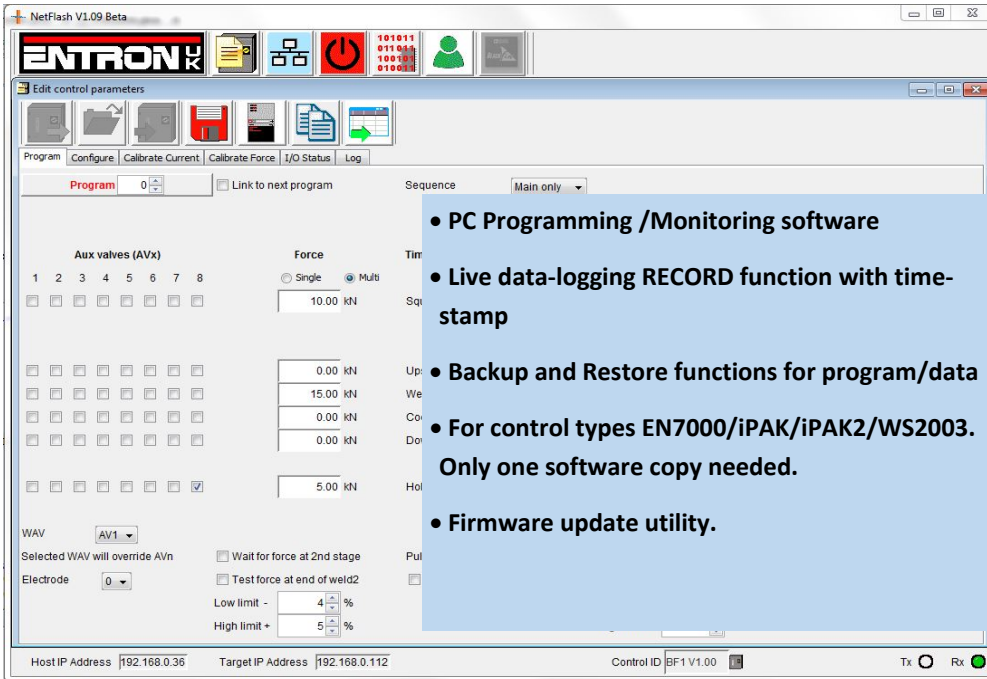 NetFlash V1.09 Beta
ENTRON UK
101011
011011
100101
010011
Edit control parameters
Program Configure Calibrate Current Calibrate Force I/O Status Log
Program 0 Link to next program Sequence Main only
Aux valves (AVx) Force
1 2 3 4 5 6 7 8 Single Multi
10.00 kN
0.00 kN
15.00 kN
0.00 kN
0.00 kN
5.00 kN
WAV AV1
Selected WAV will override AVn Wait for force at 2nd stage
Electrode 0 Test force at end of weld2
Low limit - 4 %
High limit + 5 %
• PC Programming /Monitoring software
• Live data-logging RECORD function with time-
stamp
• Backup and Restore functions for program/data
• For control types EN7000/iPAK/iPAK2/WS2003.
Only one software copy needed.
• Firmware update utility.
Host IP Address 192.168.0.36 Target IP Address 192.168.0.112 Control ID BF1 V1.00 Tx Rx